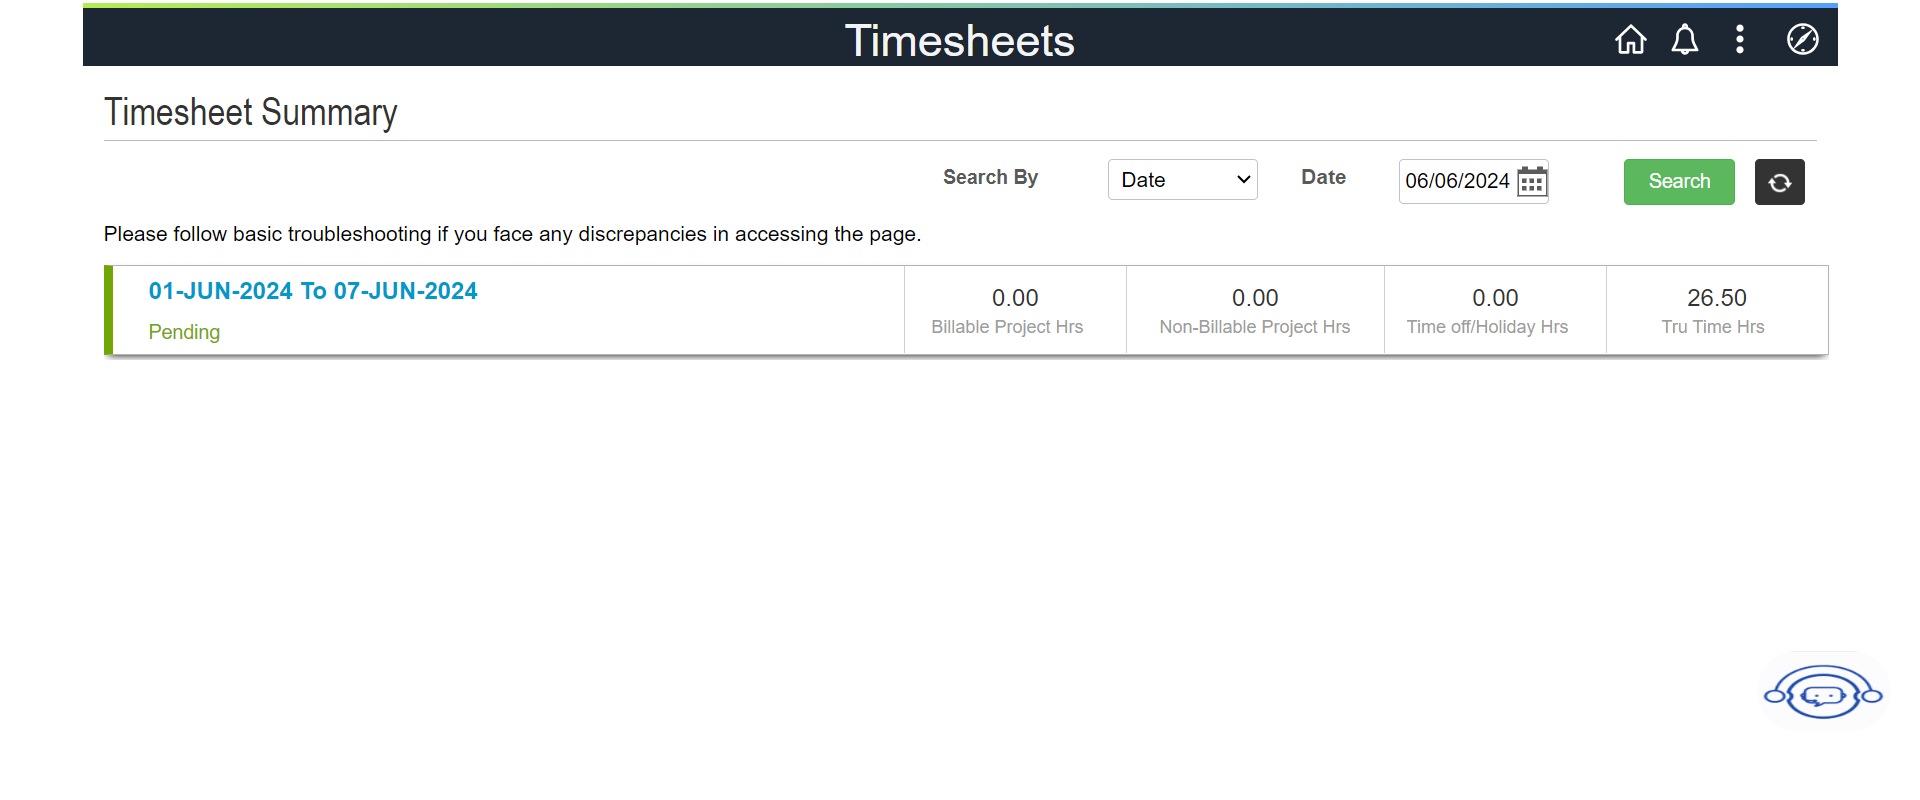 Timesheets
Timesheet Summary
Search By Date Date 06/06/2024 Search
Please follow basic troubleshooting if you face any discrepancies in accessing the page.
01-JUN-2024 To 07-JUN-2024
Pending
0.00
Billable Project Hrs
0.00
Non-Billable Project Hrs
0.00
Time off/Holiday Hrs
26.50
Tru Time Hrs